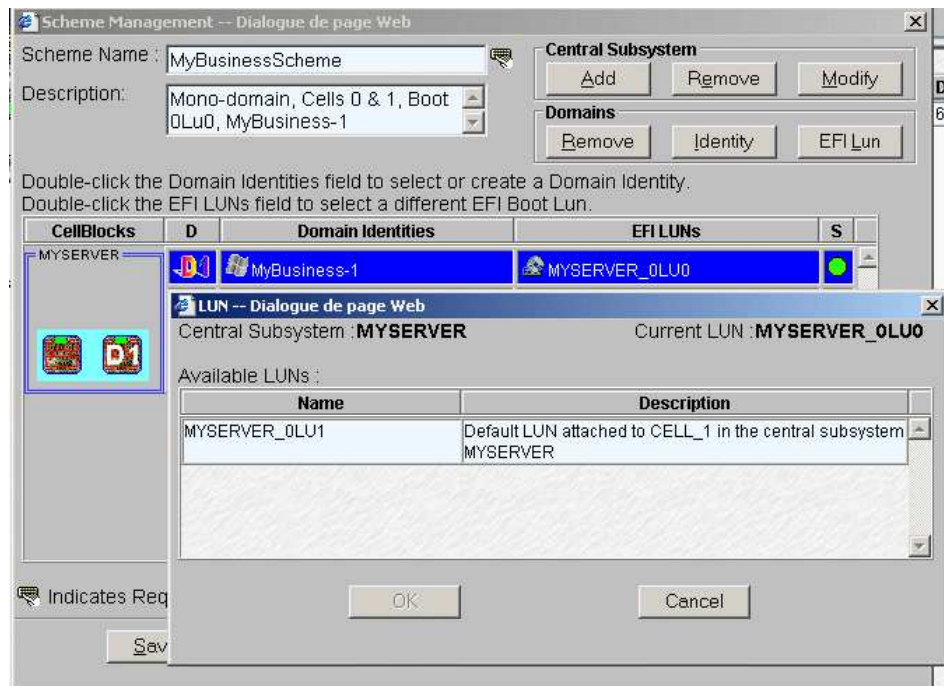 Scheme Management -- Dialogue de page Web
Scheme Name :
MyBusinessScheme
Central Subsystem
Add
Remove
Modify
Description:
Mono-domain, Cells 0 & 1, Boot
0Lu0, MyBusiness-1
Domains
Remove
Identity
EFI Lun
Double-click the Domain Identities field to select or create a Domain Identity.
Double-click the EFI LUNs field to select a different EFI Boot Lun.
CellBlocks D Domain Identities EFI LUNs S
MYSERVER
MyBusiness-1 MYSERVER_0LU0
D1
LUN -- Dialogue de page Web
Central Subsystem :MYSERVER Current LUN :MYSERVER_0LU0
Available LUNs :
Name Description
MYSERVER_0LU1 Default LUN attached to CELL_1 in the central subsystem
MYSERVER
OK
Cancel
Indicates Req
Sav